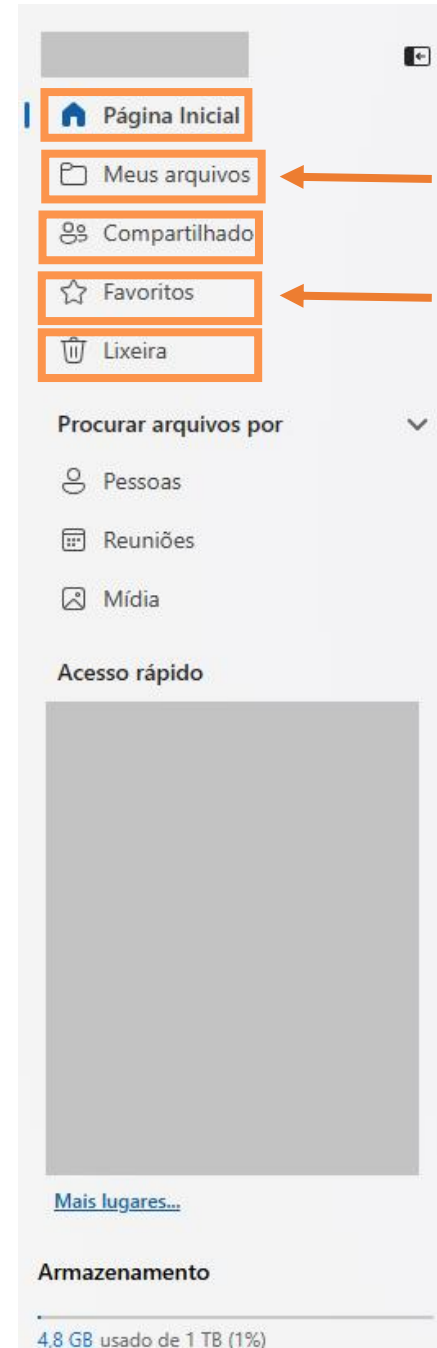 Página Inicial
Meus arquivos
Compartilhado
Favoritos
Lixeira
Procurar arquivos por
Pessoas
Reuniões
Mídia
Acesso rápido
Mais lugares...
Armazenamento
4,8 GB usado de 1 TB (1%)